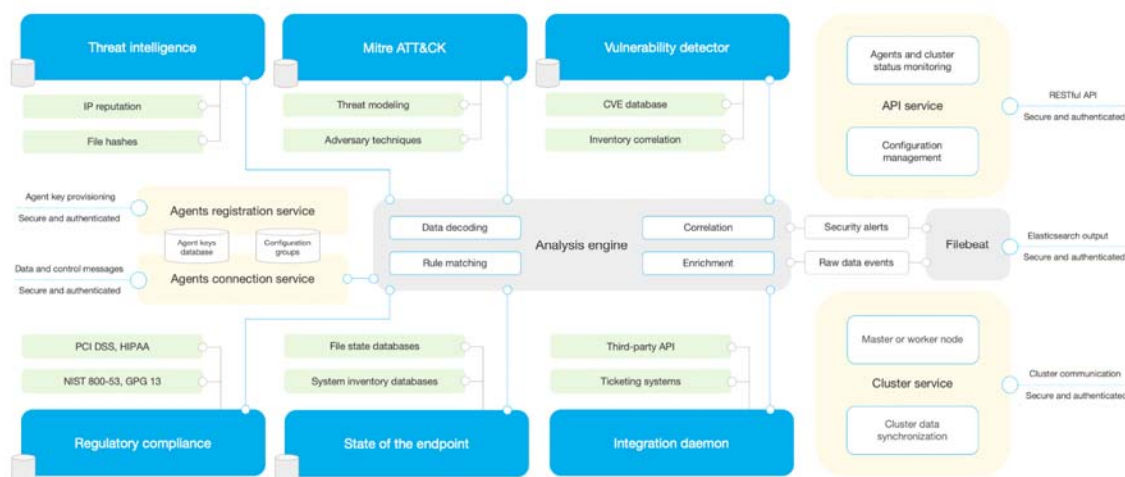 Threat intelligence
Mitre ATT&CK
Vulnerability detector
IP reputation
File hashes
Threat modeling
Adversary techniques
CVE database
Inventory correlation
Agents and cluster
status monitoring
API service
Configuration
management
RESTful API
Secure and authenticated
Agent key provisioning
Secure and authenticated
Agents registration service
Agent keys
database
Configuration
groups
Data and control messages
Secure and authenticated
Agents connection service
Data decoding
Rule matching
Analysis engine
Correlation
Enrichment
Security alerts
Raw data events
Filebeat
Elasticsearch output
Secure and authenticated
PCI DSS, HIPAA
NIST 800-53, GPG 13
File state databases
System inventory databases
Third-party API
Ticketing systems
Regulatory compliance
State of the endpoint
Integration daemon
Master or worker node
Cluster service
Cluster data
synchronization
Cluster communication
Secure and authenticated